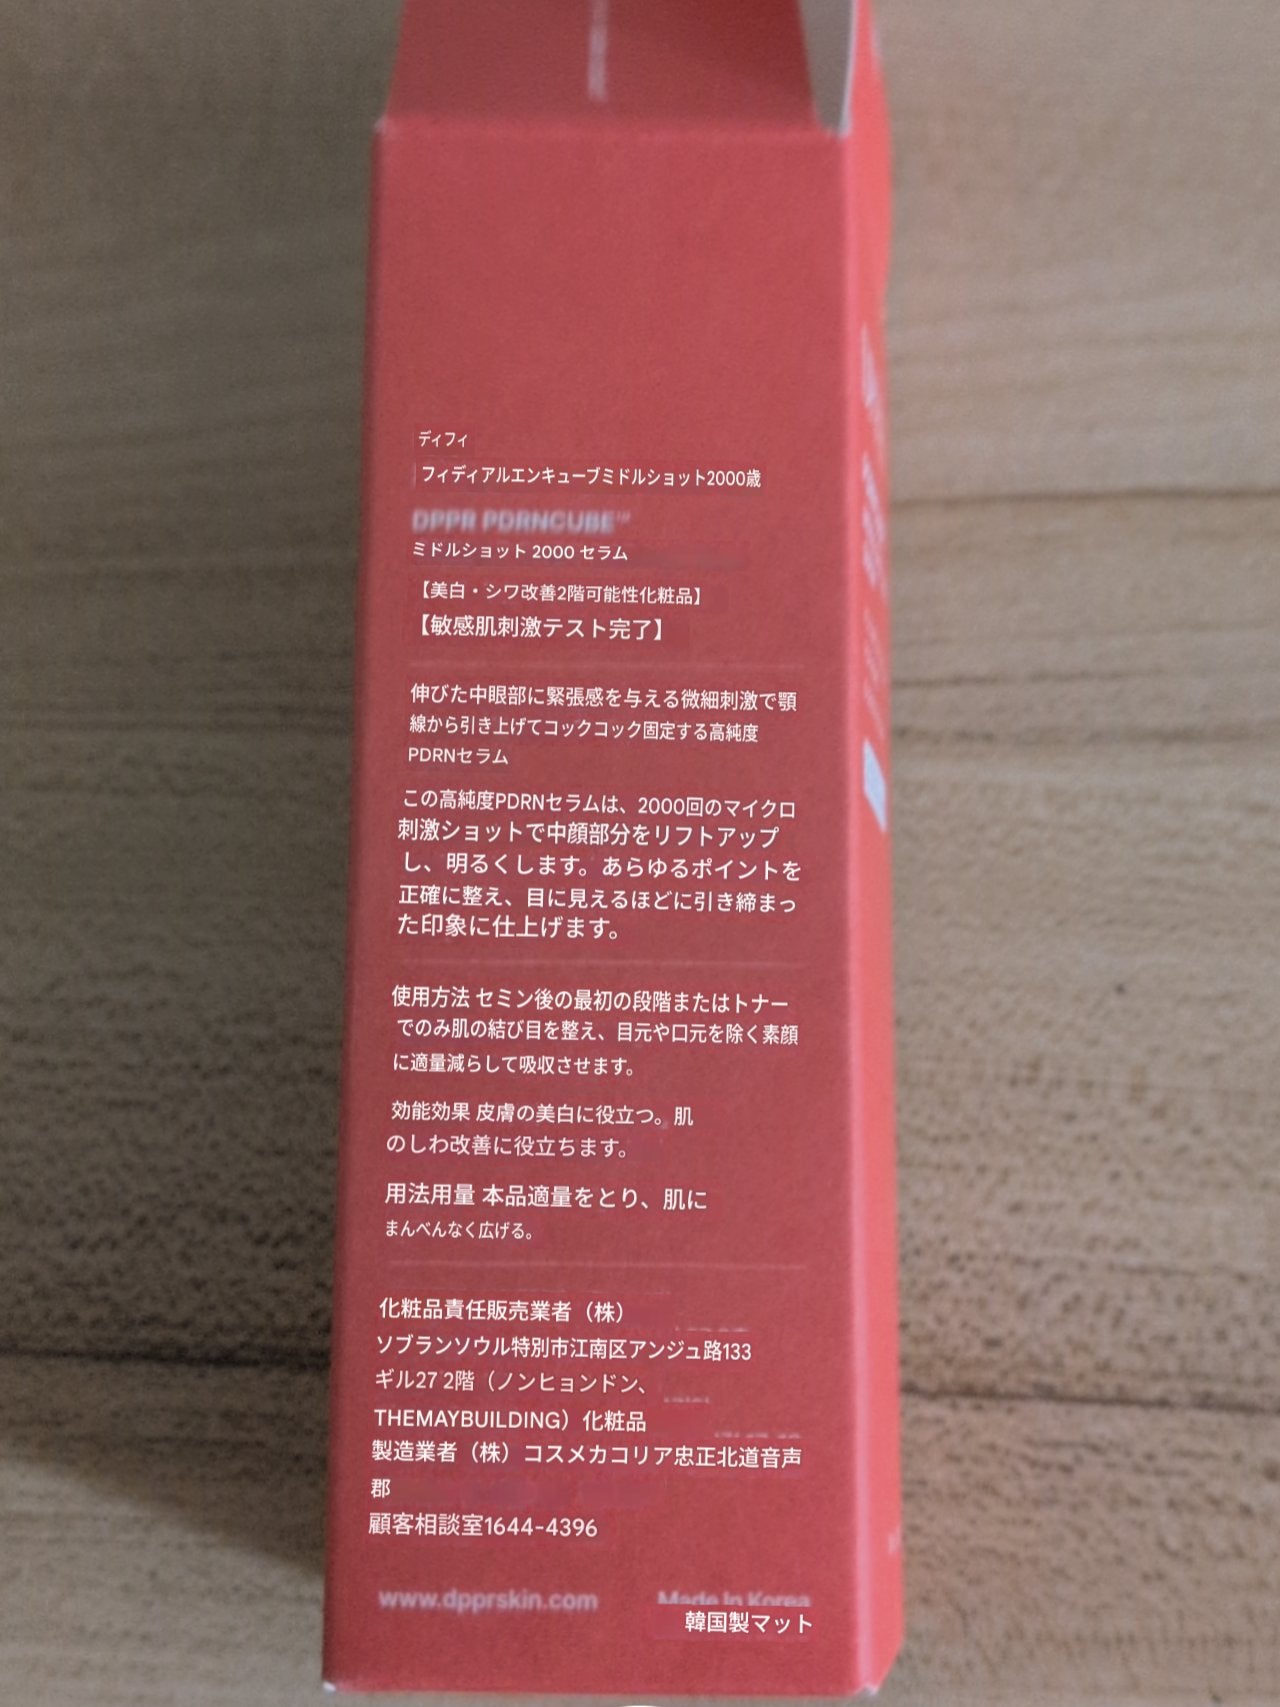 ディフィ
フィディアルエンキューブミドルショット2000歳
DPPR PDRNCUBE™
ミドルショット 2000 セラム
【美白・シワ改善2階可能性化粧品】
【敏感肌刺激テスト完了】
伸びた中眼部に緊張感を与える微細刺激で顎
線から引き上げてコックコック固定する高純度
PDRNセラム
この高純度PDRNセラムは、2000回のマイクロ
刺激ショットで中顔部分をリフトアップ
し、明るくします。あらゆるポイントを
正確に整え、目に見えるほどに引き締まっ
た印象に仕上げます。
使用方法 セミン後の最初の段階またはトナー
でのみ肌の結び目を整え、目元や口元を除く素顔
に適量減らして吸収させます。
効能効果 皮膚の美白に役立つ。肌
のしわ改善に役立ちます。
用法用量 本品適量をとり、肌に
まんべんなく広げる。
化粧品責任販売業者（株）
ソブランソウル特別市江南区アンジュ路133
ギル27 2階（ノンヒョンドン、
THEMAYBUILDING）化粧品
製造業者（株）コスメカコリア忠正北道音声
郡
顧客相談室1644-4396
www.dpprskin.com Made In Korea
韓国製マット